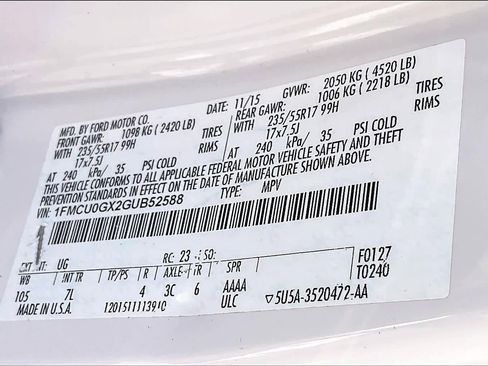 MFD. BY FORD MOTOR CO. DATE: 11/15 GVWR: 2050 KG ( 4520 LB)
FRONT GAWR: 1098 KG ( 2420 LB) REAR GAWR: 1006 KG ( 2218 LB)
WITH 235/55R17 99H TIRES WITH 235/55R17 99H TIRES
17x7.5J RIMS 17x7.5J RIMS
AT 240 kPa/ 35 PSI COLD AT 240 kPa/ 35 PSI COLD
THIS VEHICLE CONFORMS TO ALL APPLICABLE FEDERAL MOTOR VEHICLE SAFETY AND THEFT
PREVENTION STANDARDS IN EFFECT ON THE DATE OF MANUFACTURE SHOWN ABOVE.
VIN: 1FMCU0GX2GUB52588 TYPE: MPV
EXT PNT: UG RC: 23 DSO: F0127
WB INT TR TP/PS R AXLE TR SPR T0240
105 7L 4 3C 6 AAAA
MADE IN U.S.A. 1201511113910 ULC 5U5A-3520472-AA